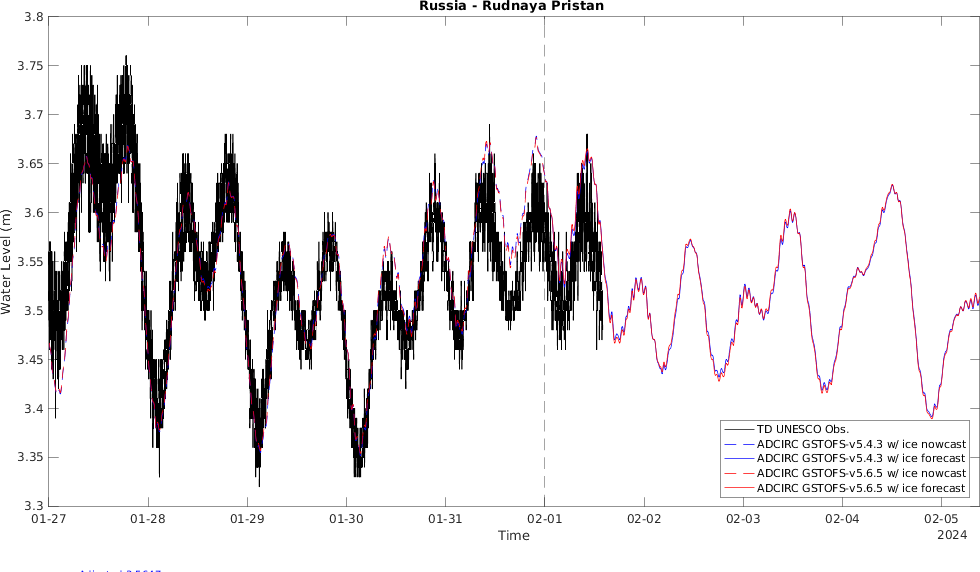 Russia - Rudnaya Pristan
3.8
3.75
3.7
3.65
3.6
3.55
3.5
3.45
3.4
3.35
3.3
Water Level (m)
TD UNESCO Obs.
ADCIRC GSTOFS-v5.4.3 w/ ice nowcast
ADCIRC GSTOFS-v5.4.3 w/ ice forecast
ADCIRC GSTOFS-v5.6.5 w/ ice nowcast
ADCIRC GSTOFS-v5.6.5 w/ ice forecast
01-27 01-28 01-29 01-30 01-31 02-01 02-02 02-03 02-04 02-05
Time
2024